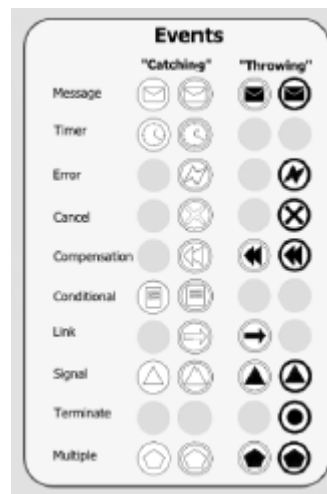 Events
"Catching" "Throwing"
Message
Timer
Error
Cancel
Compensation
Conditional
Link
Signal
Terminate
Multiple